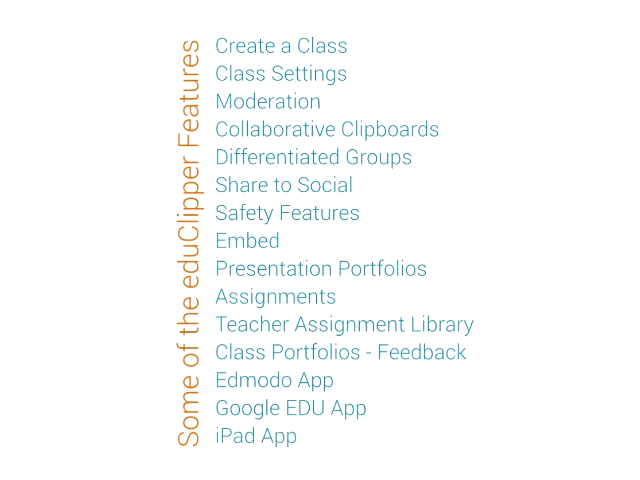 Some of the eduClipper Features
Create a Class
Class Settings
Moderation
Collaborative Clipboards
Differentiated Groups
Share to Social
Safety Features
Embed
Presentation Portfolios
Assignments
Teacher Assignment Library
Class Portfolios - Feedback
Edmodo App
Google EDU App
iPad App